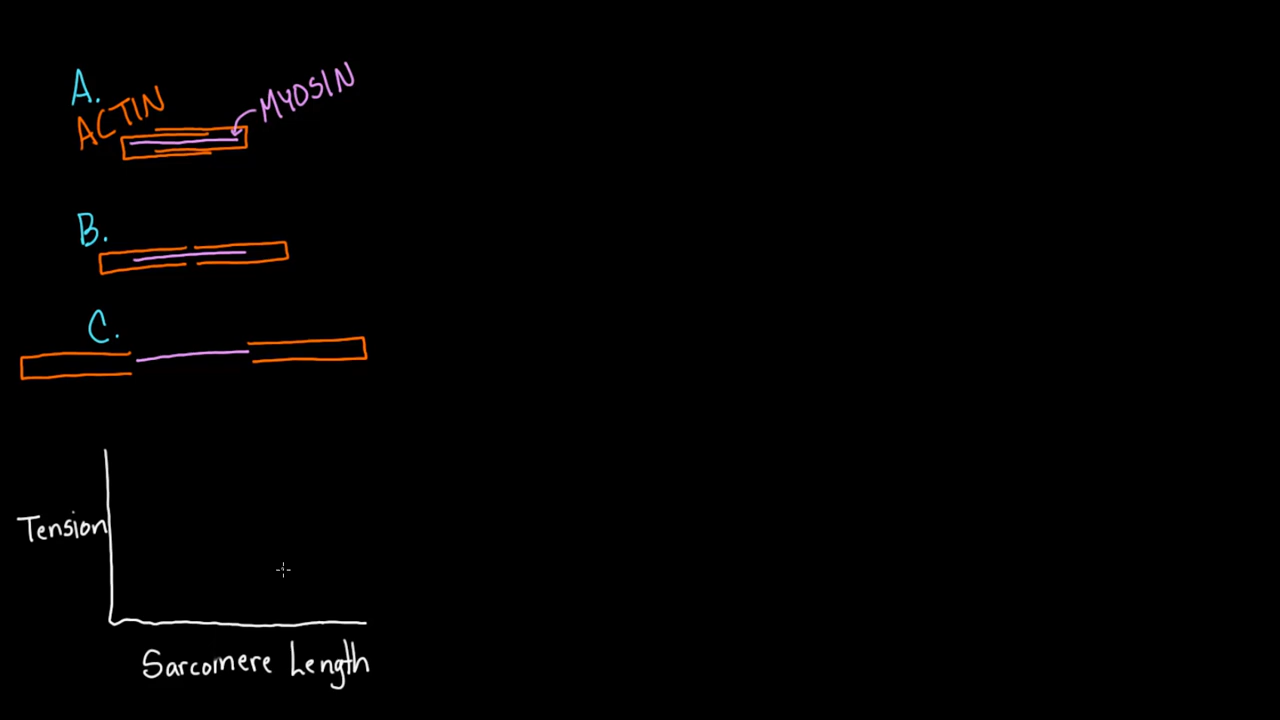 A.
ACTIN
MYOSIN
B.
C.
Tension
Sarcomere Length